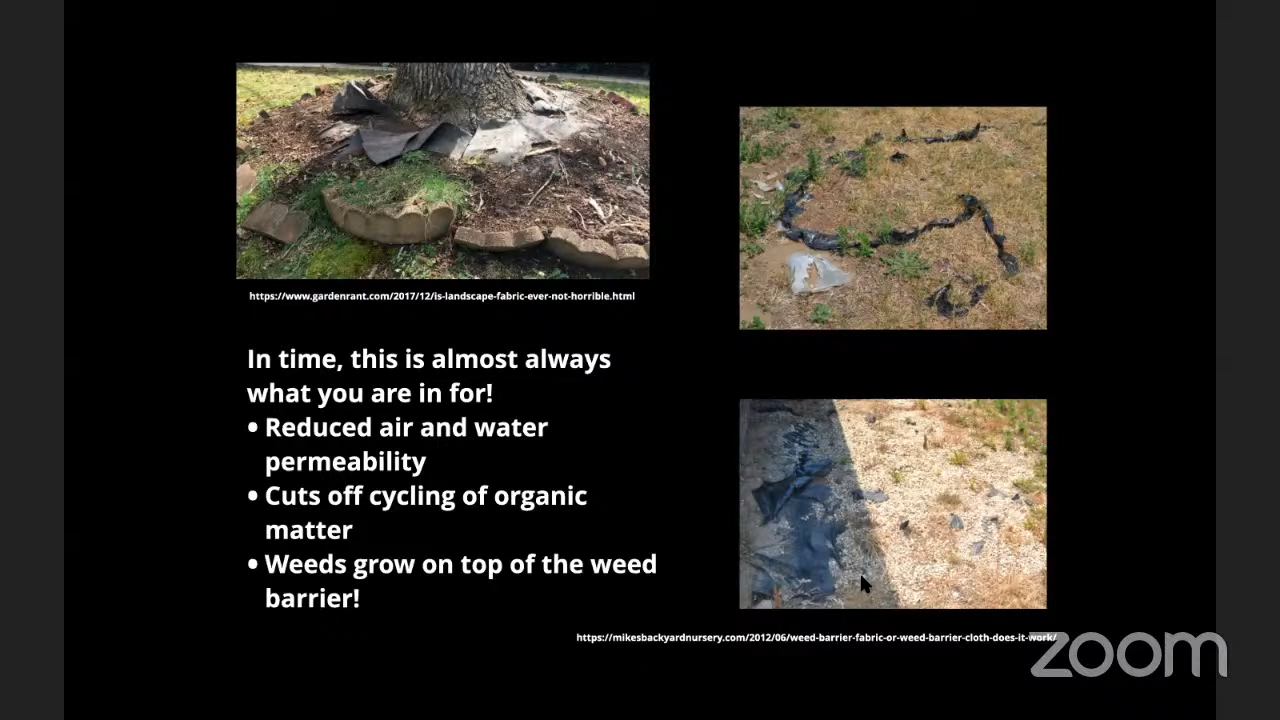 https://www.gardenrant.com/2017/12/is-landscape-fabric-ever-not-horrible.html
In time, this is almost always
what you are in for!
• Reduced air and water
permeability
• Cuts off cycling of organic
matter
• Weeds grow on top of the weed
barrier!
https://mikesbackyardnursery.com/2012/06/weed-barrier-fabric-or-weed-barrier-cloth-does-it-work/
zoom